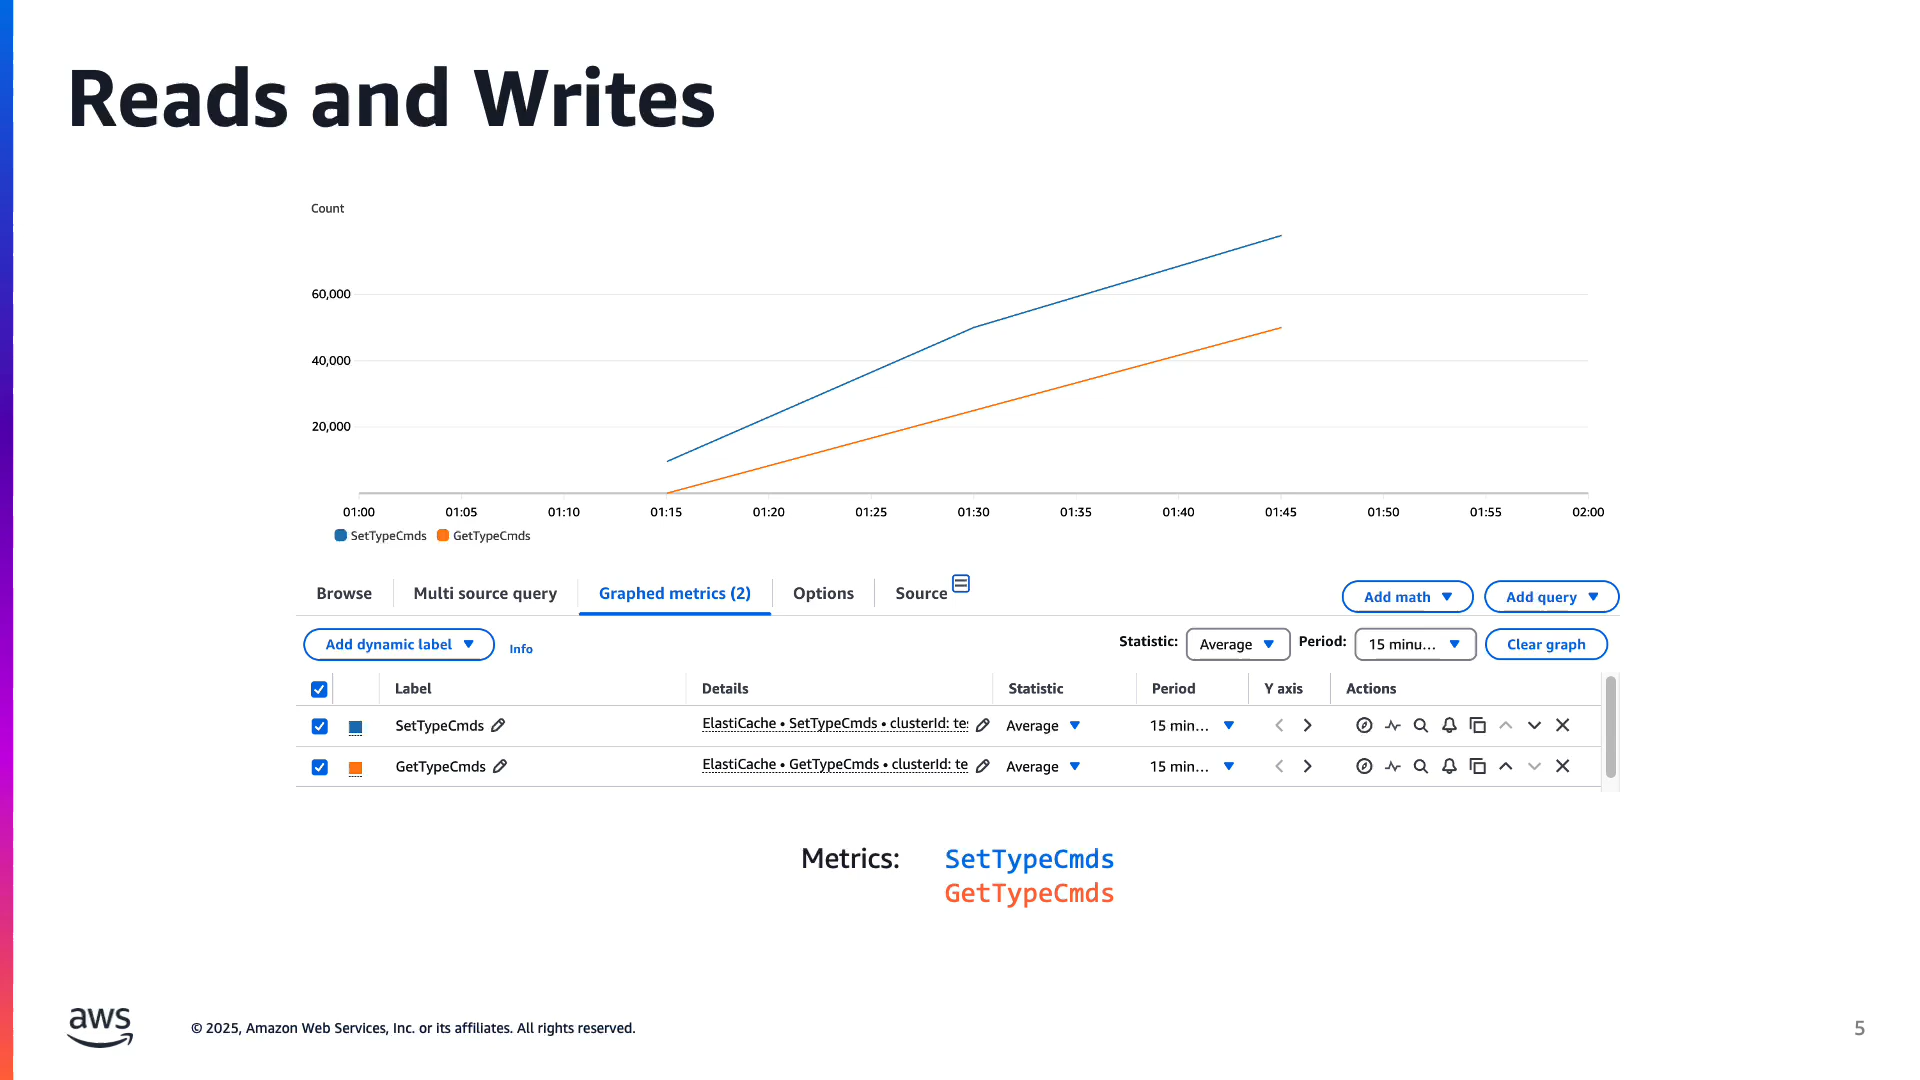 Reads and Writes
Count
60,000
40,000
20,000
01:00 01:05 01:10 01:15 01:20 01:25 01:30 01:35 01:40 01:45 01:50 01:55 02:00
SetTypeCmds GetTypeCmds
Browse Multi source query Graphed metrics (2) Options Source Add math Add query
Add dynamic label Info Statistic: Average Period: 15 minu... Clear graph
Label Details Statistic Period Y axis Actions
SetTypeCmds ElastiCache • SetTypeCmds • clusterId: te Average 15 min...
GetTypeCmds ElastiCache • GetTypeCmds • clusterId: te Average 15 min...
Metrics: SetTypeCmds
GetTypeCmds
aws © 2025, Amazon Web Services, Inc. or its affiliates. All rights reserved. 5